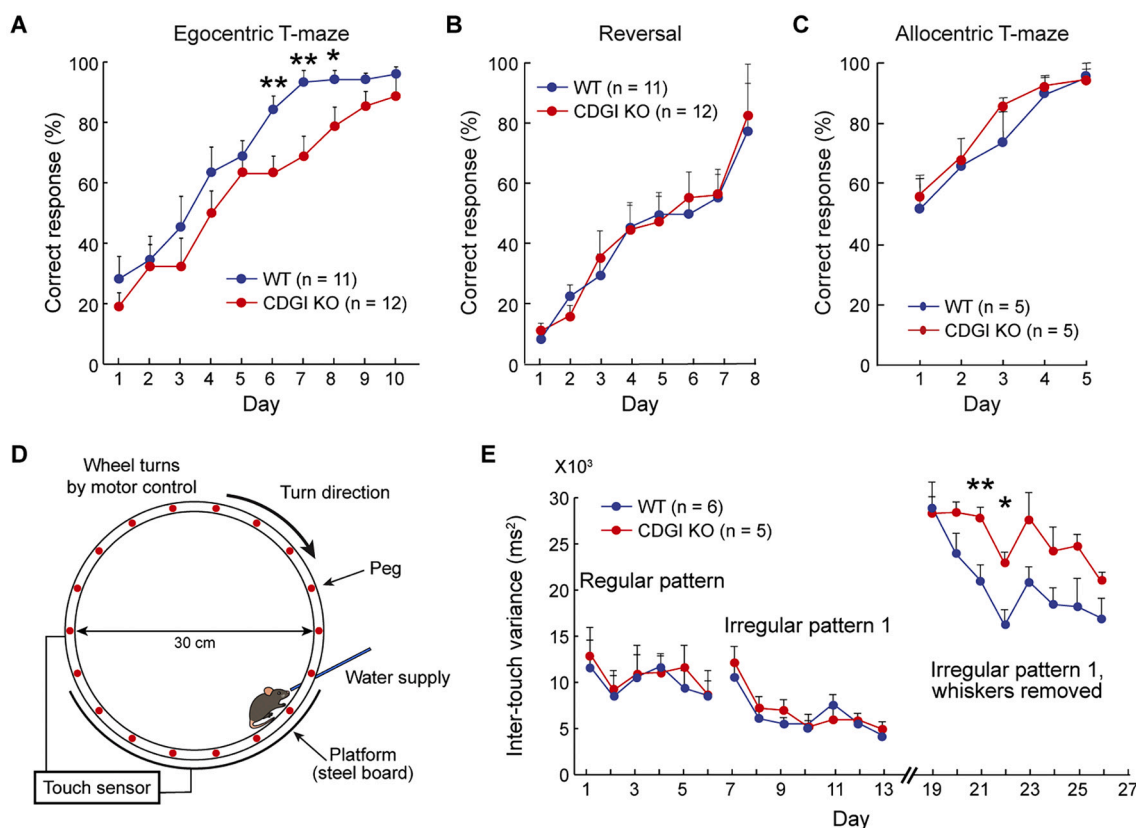 A
Egocentric T-maze
Correct response (%)
100
80
60
40
20
0
** ** *
WT (n = 11)
CDGI KO (n = 12)
1 2 3 4 5 6 7 8 9 10
Day
B
Reversal
Correct response (%)
100
80
60
40
20
0
WT (n = 11)
CDGI KO (n = 12)
1 2 3 4 5 6 7 8
Day
C
Allocentric T-maze
Correct response (%)
100
80
60
40
20
0
WT (n = 5)
CDGI KO (n = 5)
1 2 3 4 5
Day
D
Wheel turns
by motor control
Turn direction
Peg
30 cm
Water supply
Platform
(steel board)
Touch sensor
E
X10³
Inter-touch variance (ms²)
30
25
20
15
10
5
0
WT (n = 6)
CDGI KO (n = 5)
** *
Regular pattern
Irregular pattern 1
Irregular pattern 1,
whiskers removed
1 3 5 7 9 11 13 19 21 23 25 27
Day